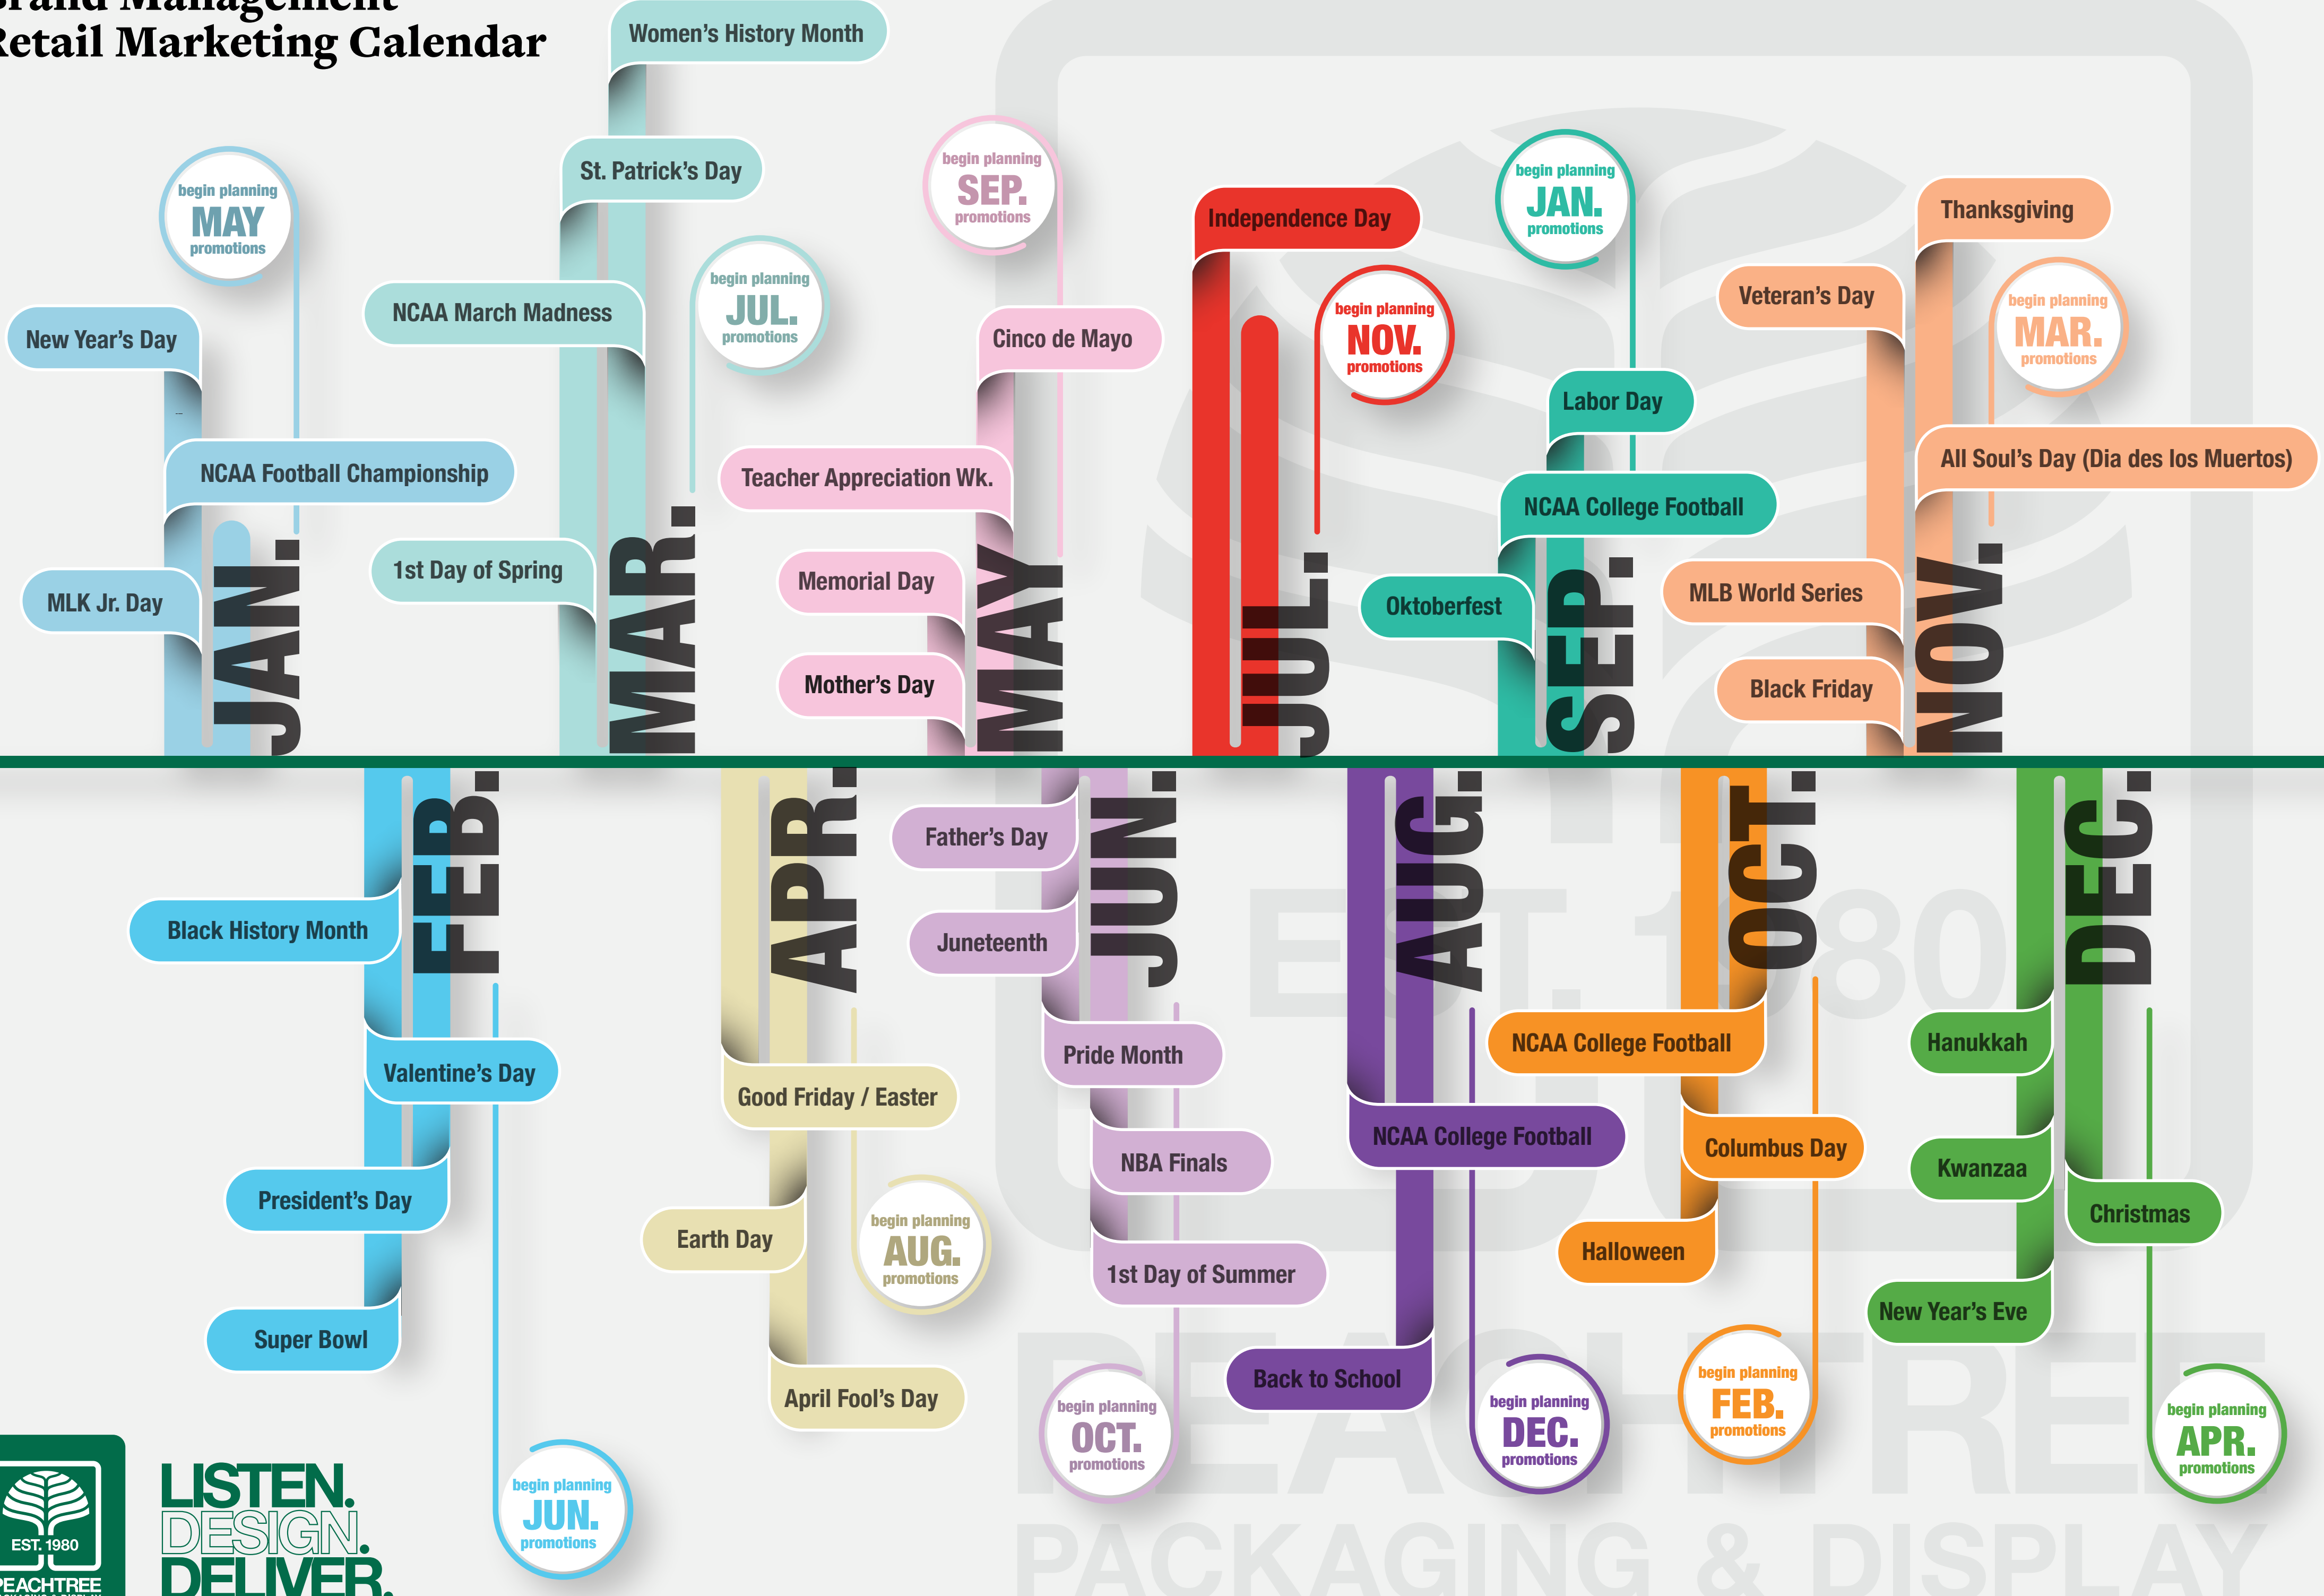 Brand Management
Retail Marketing Calendar
Women's History Month
St. Patrick's Day
begin planning
MAY
promotions
begin planning
SEP.
promotions
begin planning
JAN.
promotions
Independence Day
Thanksgiving
begin planning
JUL.
promotions
begin planning
NOV.
promotions
Veteran's Day
begin planning
MAR.
promotions
New Year's Day
NCAA March Madness
Cinco de Mayo
Labor Day
NCAA Football Championship
Teacher Appreciation Wk.
NCAA College Football
All Soul's Day (Dia des los Muertos)
MLK Jr. Day
1st Day of Spring
Memorial Day
Oktoberfest
MLB World Series
Mother's Day
Black Friday
JAN.
MAR.
MAY
JUL.
SEP.
NOV.
FEB.
APR.
JUN.
AUG.
OCT.
DEC.
Father's Day
Black History Month
Juneteenth
EST. 1980
Valentine's Day
Good Friday / Easter
Pride Month
NCAA College Football
Hanukkah
NBA Finals
NCAA College Football
Columbus Day
Kwanzaa
President's Day
Earth Day
begin planning
AUG.
promotions
1st Day of Summer
Halloween
Christmas
Super Bowl
April Fool's Day
Back to School
New Year's Eve
begin planning
OCT.
promotions
begin planning
DEC.
promotions
begin planning
FEB.
promotions
begin planning
APR.
promotions
begin planning
JUN.
promotions
PEACHTREE
PACKAGING & DISPLAY
EST. 1980
PEACHTREE
LISTEN.
DESIGN.
DELIVER.